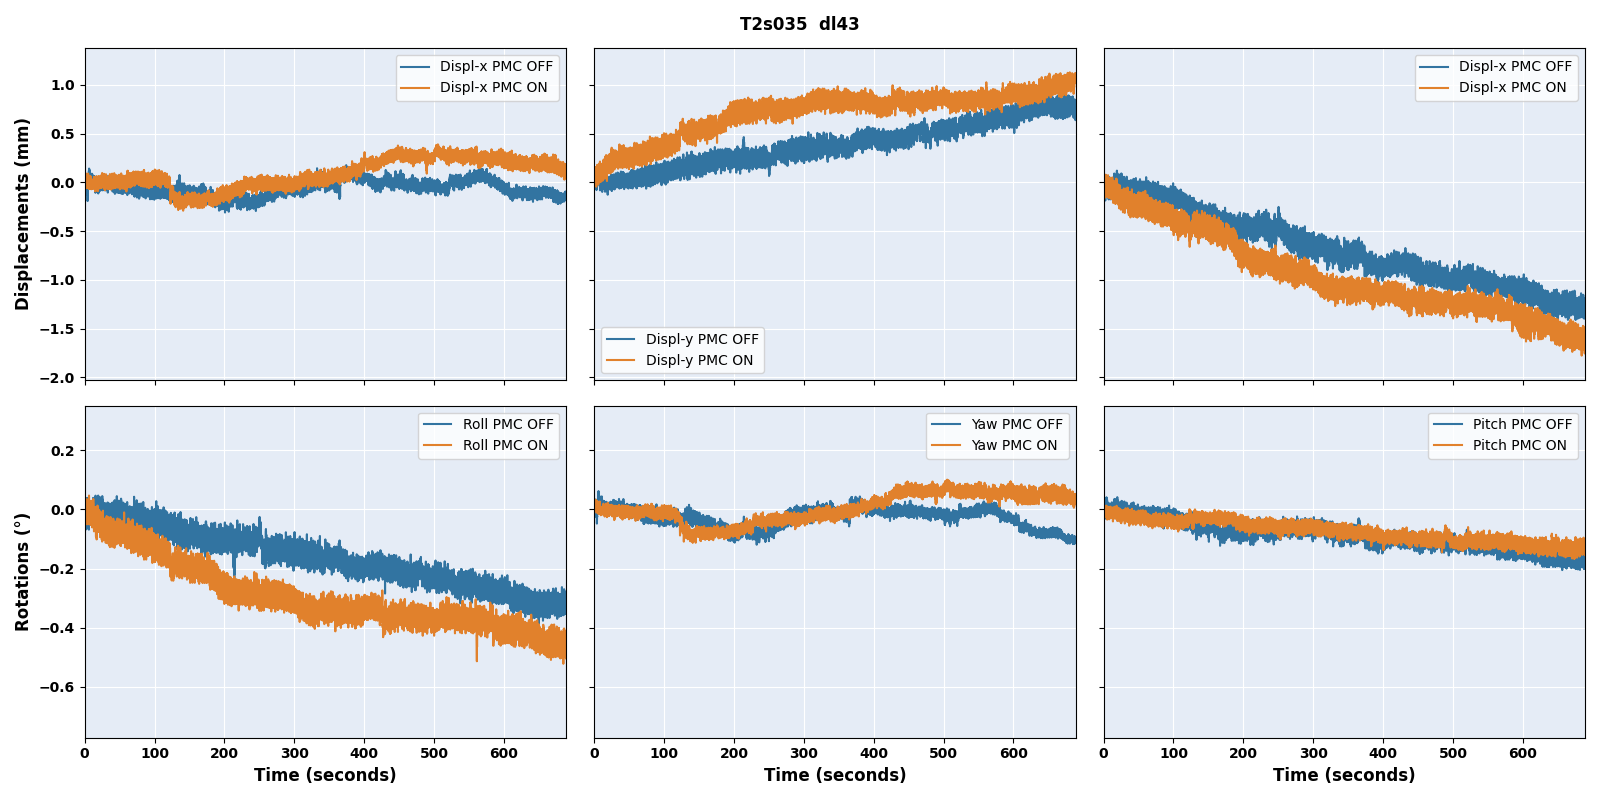 T2s035  dl43
Displacements (mm)
1.0
0.5
0.0
−0.5
−1.0
−1.5
−2.0
Displ-x PMC OFF
Displ-x PMC ON
Displ-y PMC OFF
Displ-y PMC ON
Displ-x PMC OFF
Displ-x PMC ON
Rotations (°)
0.2
0.0
−0.2
−0.4
−0.6
Roll PMC OFF
Roll PMC ON
Yaw PMC OFF
Yaw PMC ON
Pitch PMC OFF
Pitch PMC ON
0 100 200 300 400 500 600
0 100 200 300 400 500 600
0 100 200 300 400 500 600
Time (seconds)
Time (seconds)
Time (seconds)